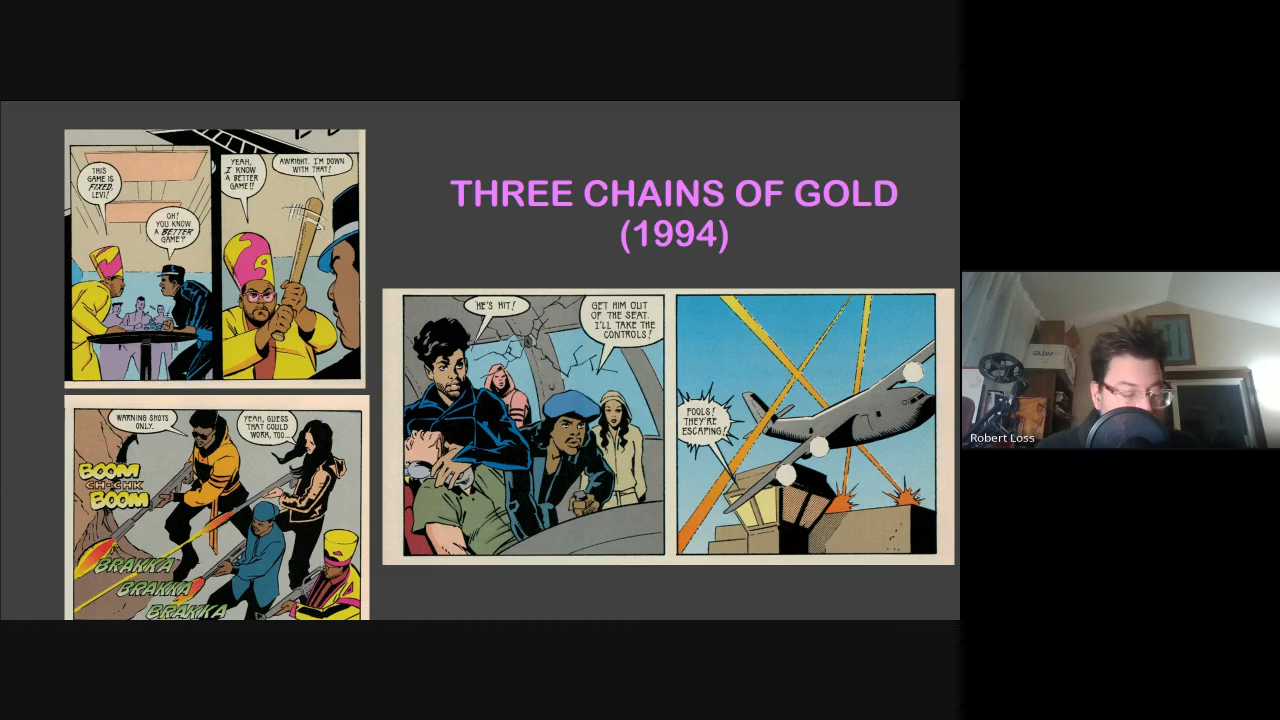 THIS
GAME IS
FIXED,
LEVI!
OH!
YOU KNOW
A BETTER
GAME?
YEAH,
I KNOW
A BETTER
GAME!!
AWRIGHT. I'M DOWN
WITH THAT!
THREE CHAINS OF GOLD
(1994)
HE'S HIT!
GET HIM OUT
OF THE SEAT.
I'LL TAKE THE
CONTROLS!
FOOLS!
THEY'RE
ESCAPING!
WARNING SHOTS
ONLY.
YEAH, GUESS
THAT COULD
WORK, TOO...
BOOM
CH-CHK
BOOM
BRAKKA
BRAKKA
BRAKKA
Robert Loss